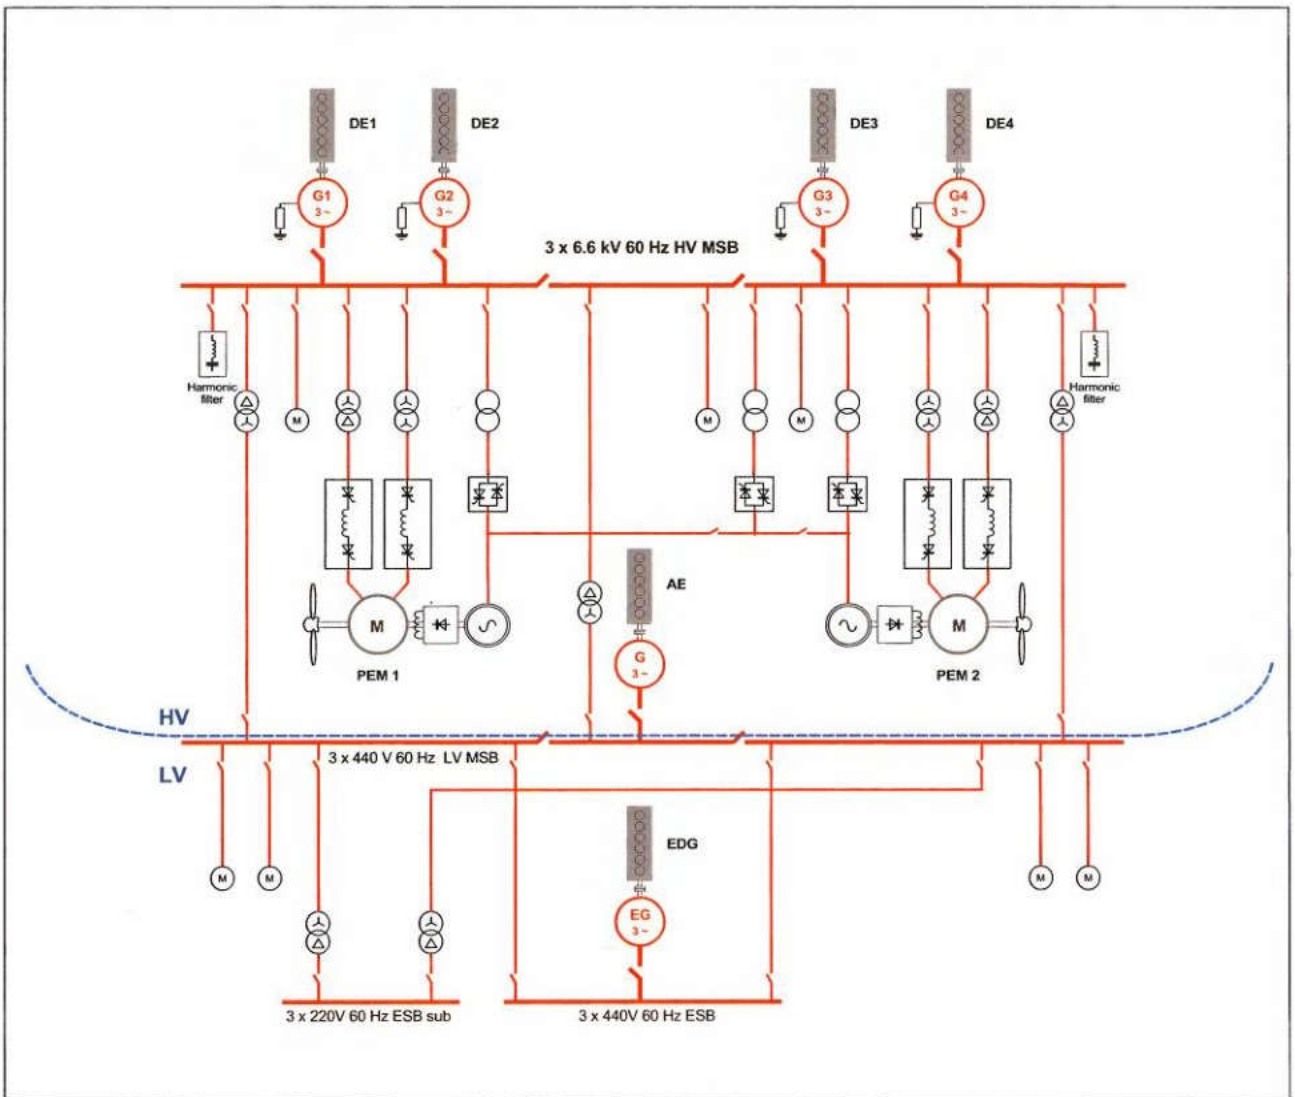 DE1
DE2
DE3
DE4
G1
3 ~
G2
3 ~
G3
3 ~
G4
3 ~
3 x 6.6 kV 60 Hz HV MSB
Harmonic
filter
Harmonic
filter
M
M
M
AE
M
M
G
3 ~
PEM 1
PEM 2
HV
3 x 440 V 60 Hz LV MSB
LV
EDG
M
M
M
M
EG
3 ~
3 x 220V 60 Hz ESB sub
3 x 440V 60 Hz ESB